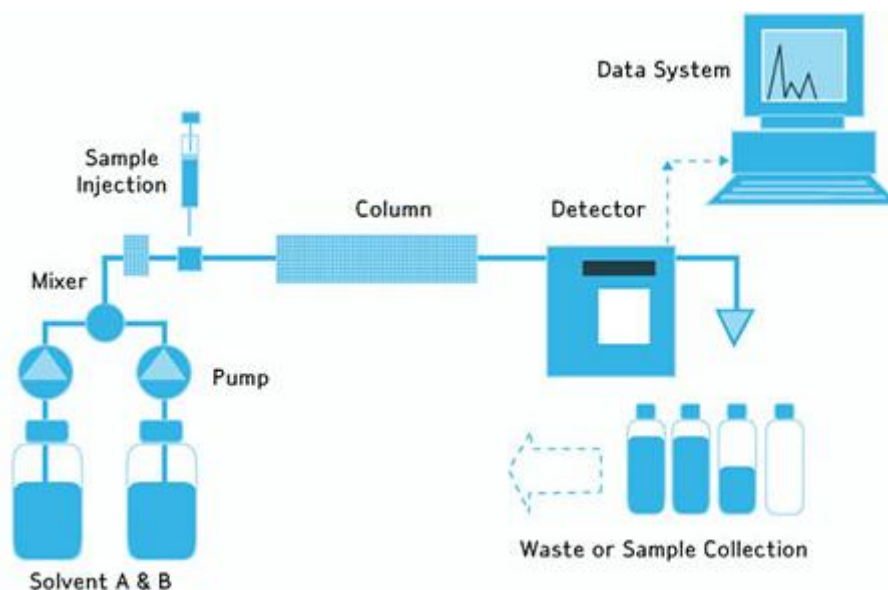 Data System
Sample
Injection
Column
Detector
Mixer
Pump
Waste or Sample Collection
Solvent A & B